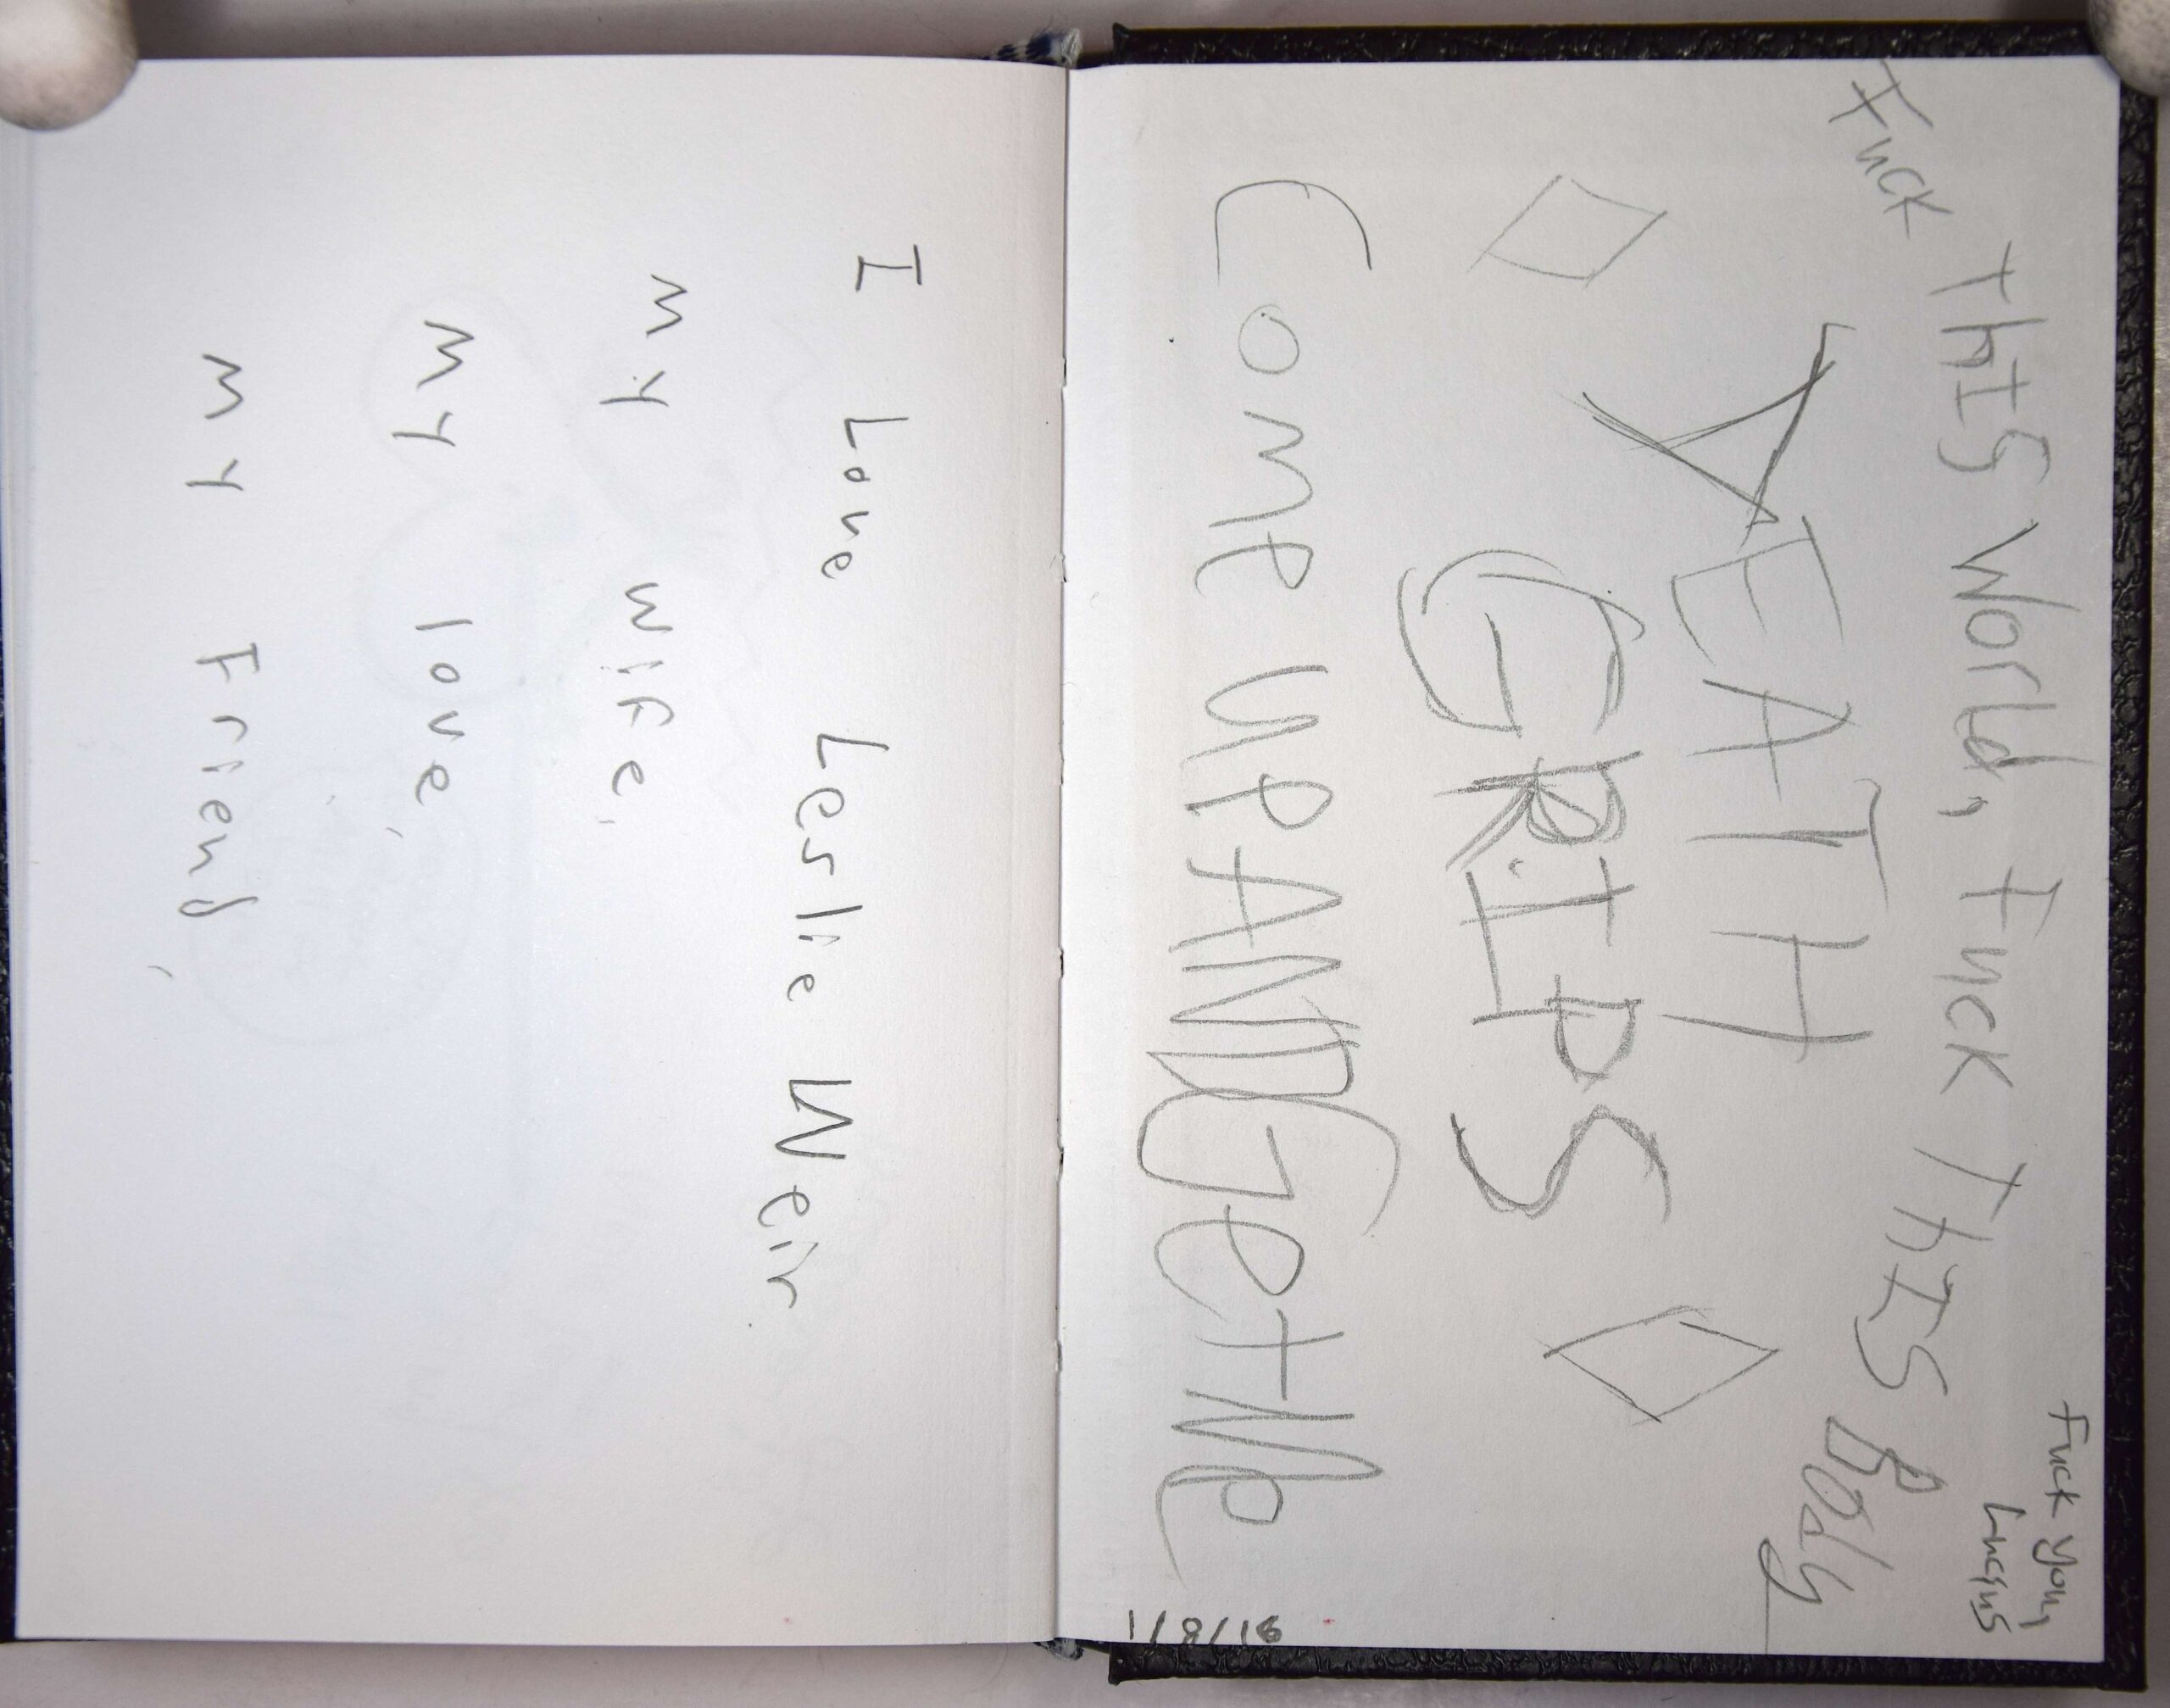 Fuck you,
Lucius
Fuck ThIS World, Fuck ThIS Body
DEATH
GRIPS
Come UP AND Get Me
1/8/16
I Love Leslie Weir
my wife,
my love,
my Friend,